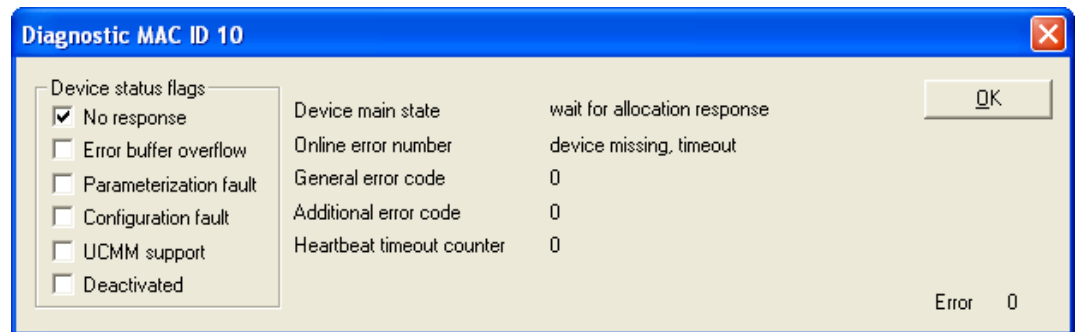 Diagnostic MAC ID 10
Device status flags
No response
Error buffer overflow
Parameterization fault
Configuration fault
UCMM support
Deactivated
Device main state wait for allocation response
Online error number device missing, timeout
General error code 0
Additional error code 0
Heartbeat timeout counter 0
OK
Error 0